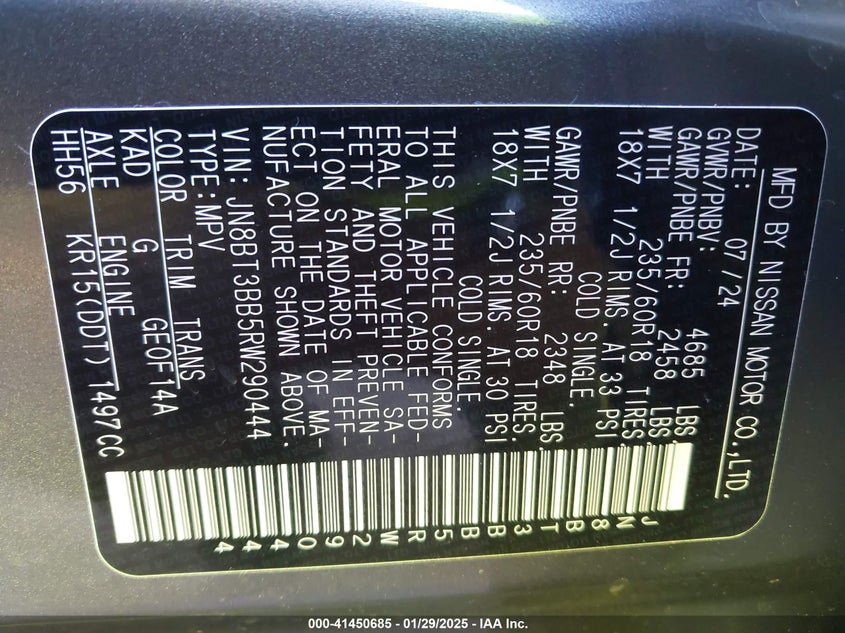 MFD BY NISSAN MOTOR CO.,LTD.
DATE: 07 /24
GVWR/PNBV: 4685 LBS.
GAWR/PNBE FR: 2458 LBS.
WITH 235/60R18 TIRES.
18X7 1/2J RIMS. AT 33 PSI
COLD SINGLE.
GAWR/PNBE RR: 2348 LBS.
WITH 235/60R18 TIRES.
18X7 1/2J RIMS. AT 30 PSI
COLD SINGLE.
THIS VEHICLE CONFORMS
TO ALL APPLICABLE FED-
ERAL MOTOR VEHICLE SA-
FETY AND THEFT PREVEN-
TION STANDARDS IN EFF-
ECT ON THE DATE OF MA-
NUFACTURE SHOWN ABOVE.
VIN: JN8BT3BB5RW290444
TYPE:MPV
COLOR TRIM TRANS
KAD G GE0F14A
AXLE ENGINE
HH56 KR15(DDT) 1497CC
JN8BT3BB5RW290444
000-41450685 - 01/29/2025 - IAA Inc.